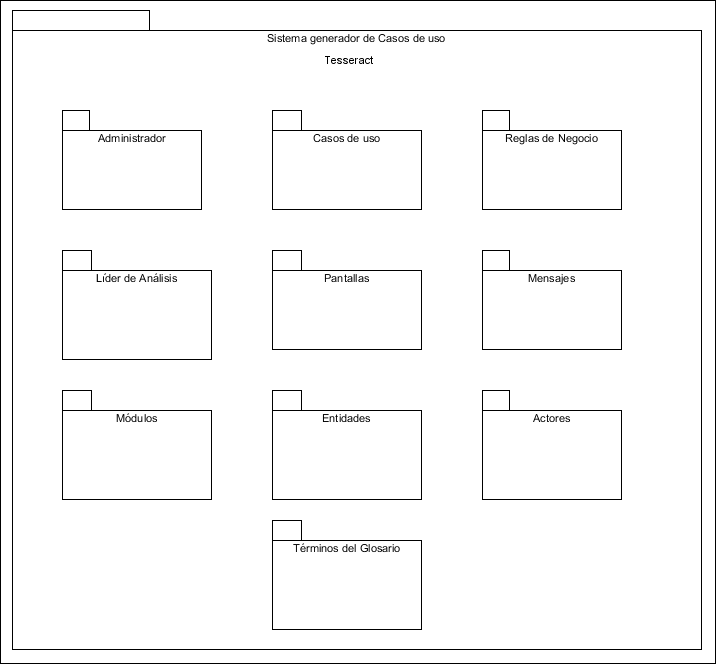 Sistema generador de Casos de uso
Tesseract
Administrador
Casos de uso
Reglas de Negocio
Líder de Análisis
Pantallas
Mensajes
Módulos
Entidades
Actores
Términos del Glosario